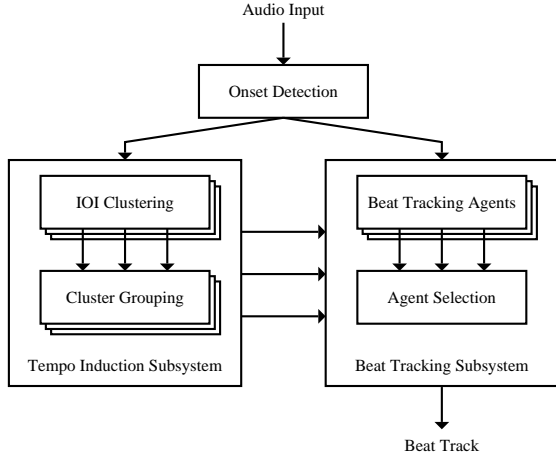 Audio Input
Onset Detection
IOI Clustering
Cluster Grouping
Tempo Induction Subsystem
Beat Tracking Agents
Agent Selection
Beat Tracking Subsystem
Beat Track